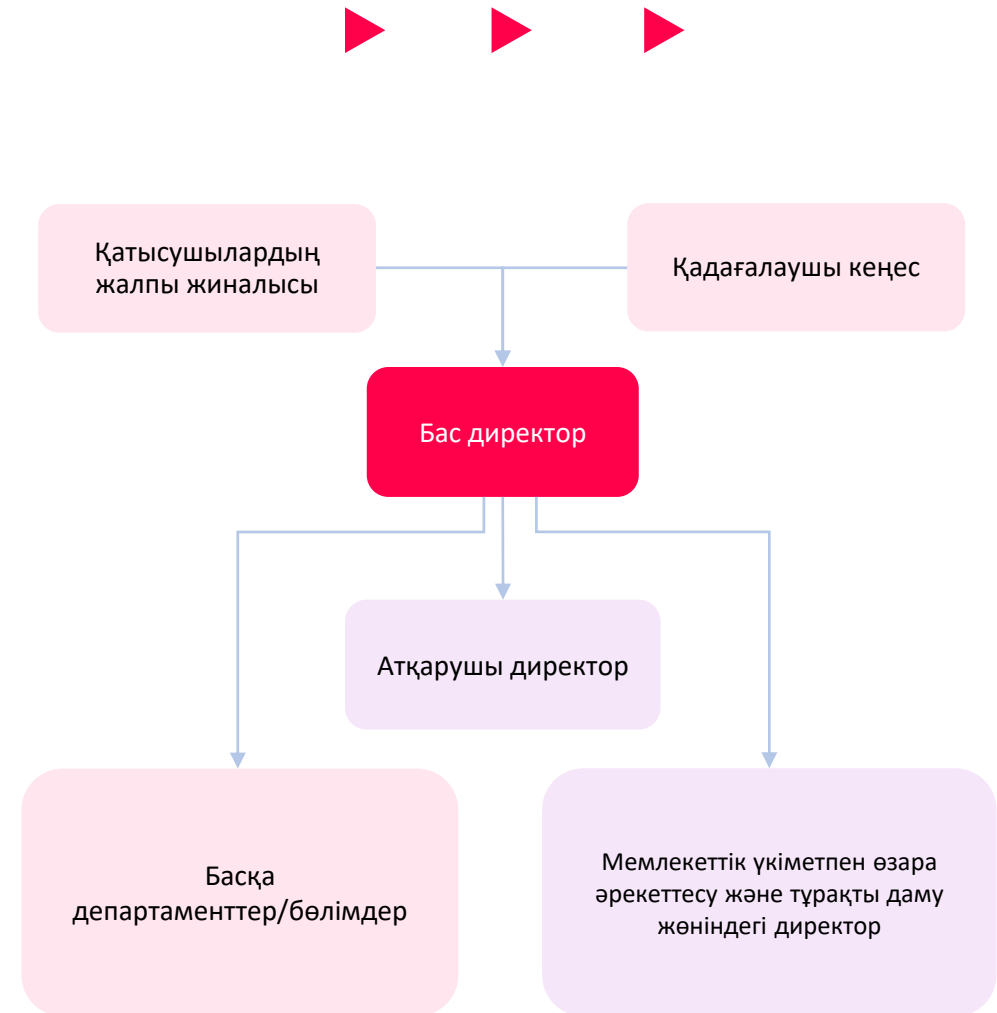 Қатысушылардың
жалпы жиналысы
Қадағалаушы кеңес
Бас директор
Атқарушы директор
Басқа
департаменттер/бөлімдер
Мемлекеттік үкіметпен өзара
әрекеттесу және тұрақты даму
жөніндегі директор